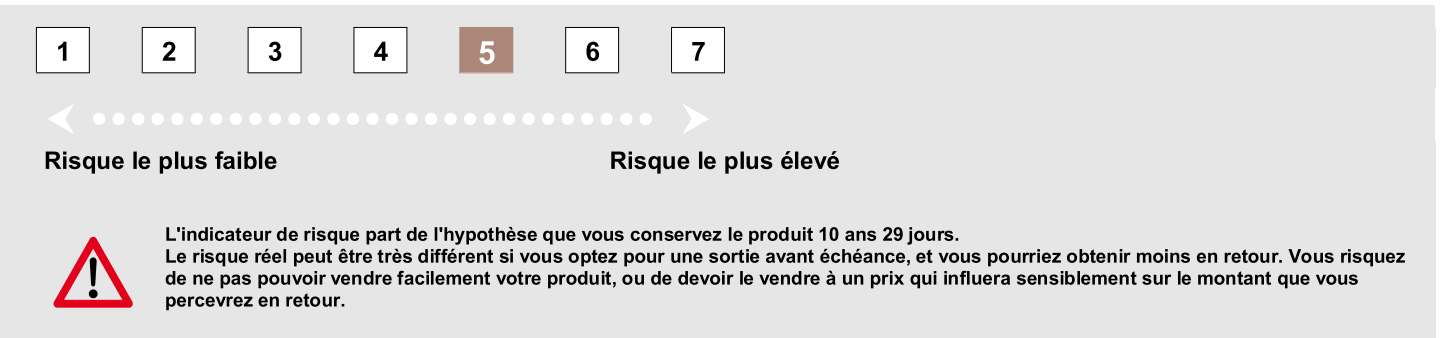 1 2 3 4 5 6 7
Risque le plus faible Risque le plus élevé
L'indicateur de risque part de l'hypothèse que vous conservez le produit 10 ans 29 jours.
Le risque réel peut être très différent si vous optez pour une sortie avant échéance, et vous pourriez obtenir moins en retour. Vous risquez
de ne pas pouvoir vendre facilement votre produit, ou de devoir le vendre à un prix qui influera sensiblement sur le montant que vous
percevrez en retour.